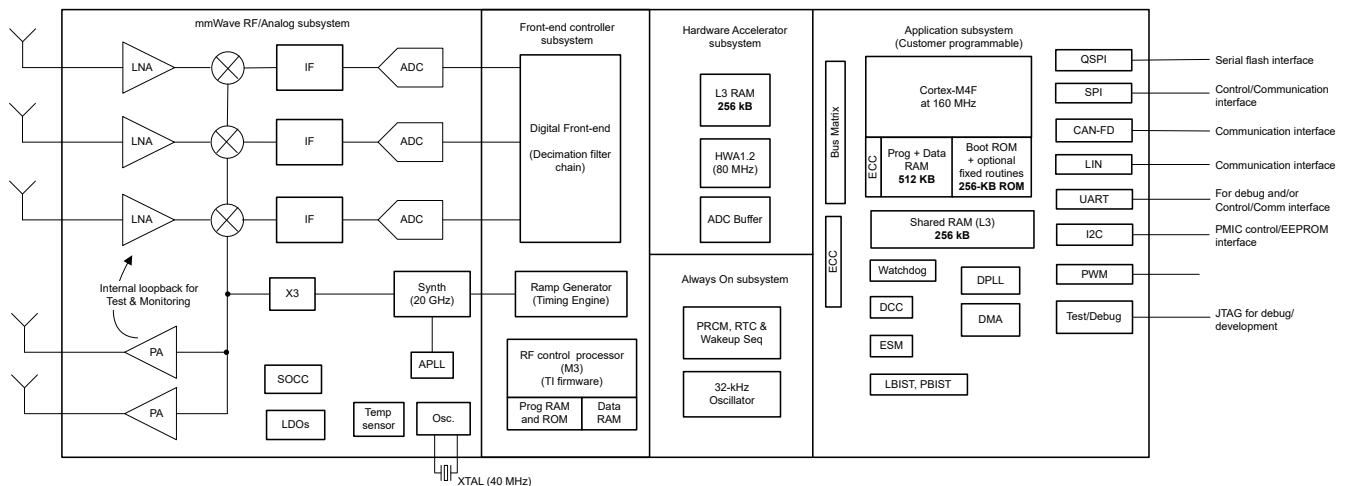 mmWave RF/Analog subsystem
LNA
IF
ADC
LNA
IF
ADC
LNA
IF
ADC
Internal loopback for
Test & Monitoring
X3
Synth
(20 GHz)
PA
APLL
PA
SOCC
LDOs
Temp
sensor
Osc.
XTAL (40 MHz)
Front-end controller
subsystem
Digital Front-end
(Decimation filter
chain)
Ramp Generator
(Timing Engine)
RF control processor
(M3)
(TI firmware)
Prog RAM
and ROM
Data
RAM
Hardware Accelerator
subsystem
L3 RAM
256 kB
HWA1.2
(80 MHz)
ADC Buffer
Always On subsystem
PRCM, RTC &
Wakeup Seq
32-kHz
Oscillator
Application subsystem
(Customer programmable)
Bus Matrix
Cortex-M4F
at 160 MHz
ECC
Prog + Data
RAM
512 KB
Boot ROM
+ optional
fixed routines
256-KB ROM
ECC
Shared RAM (L3)
256 kB
Watchdog
DPLL
DCC
DMA
ESM
LBIST, PBIST
QSPI
Serial flash interface
SPI
Control/Communication
interface
CAN-FD
Communication interface
LIN
Communication interface
UART
For debug and/or
Control/Comm interface
I2C
PMIC control/EEPROM
interface
PWM
Test/Debug
JTAG for debug/
development